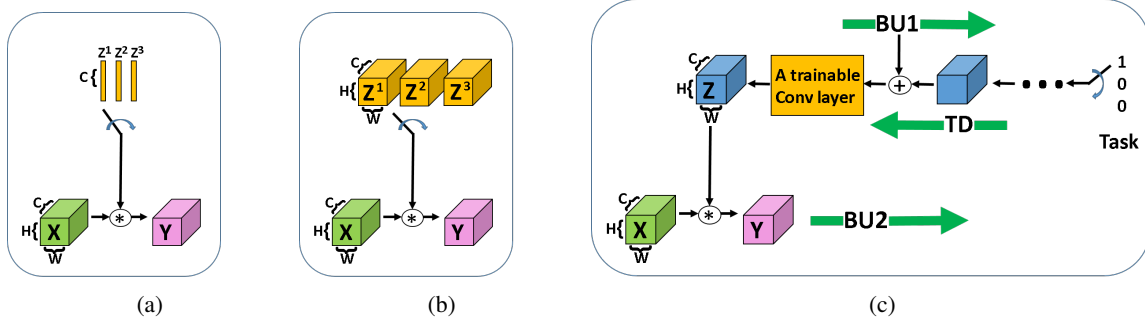 Z1 Z2 Z3
C{
C
H{ X
W
*
Y
(a)
C
H{ Z1 Z2 Z3
W
C
H{ X
W
*
Y
(b)
BU1
C
H{ Z
W
A trainable
Conv layer
+
1
0
0
TD
Task
C
H{ X
W
*
Y
BU2
(c)